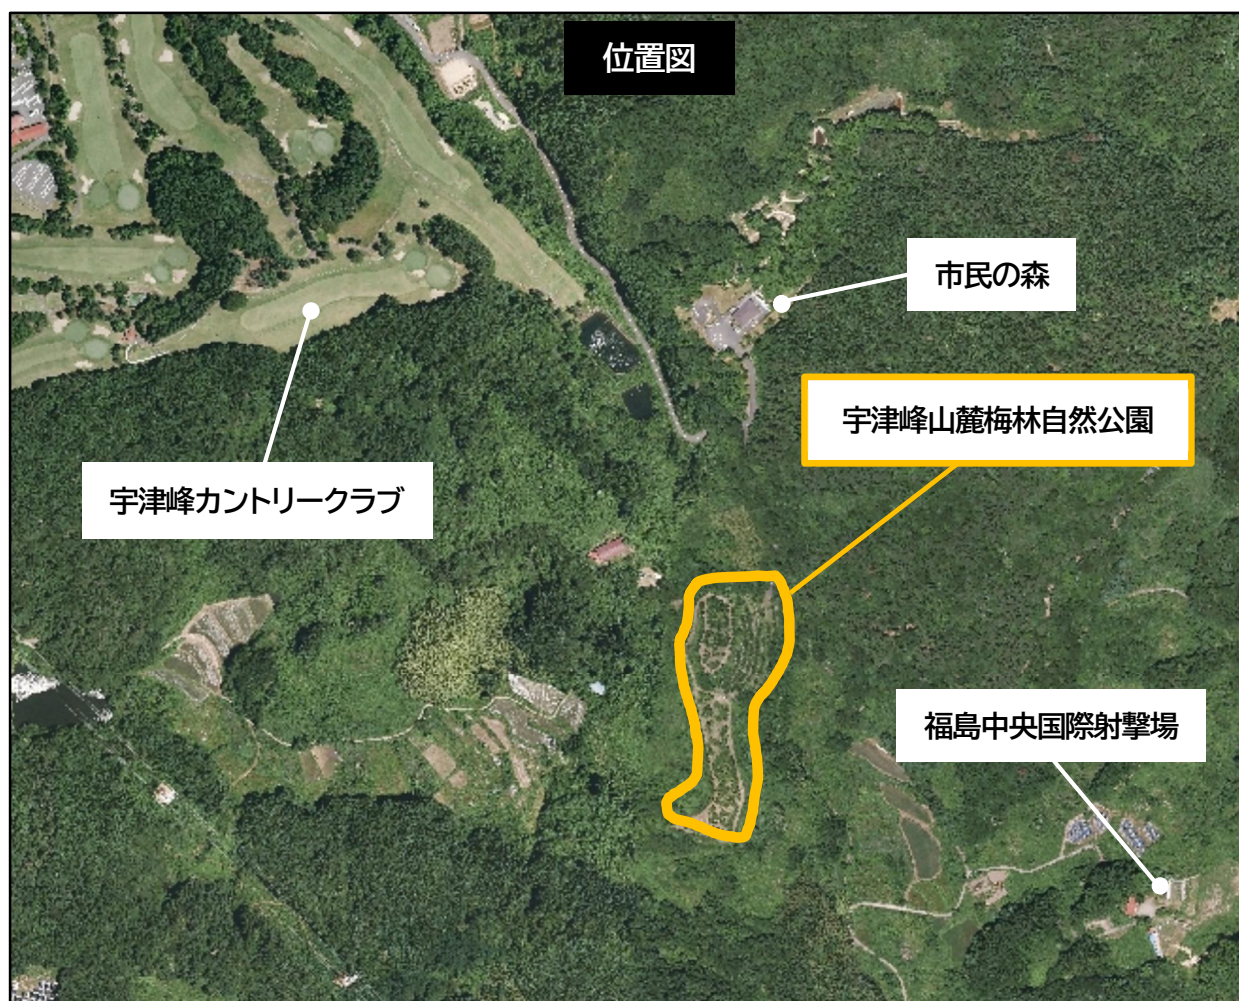 位置図
市民の森
宇津峰山麓梅林自然公園
宇津峰カントリークラブ
福島中央国際射撃場